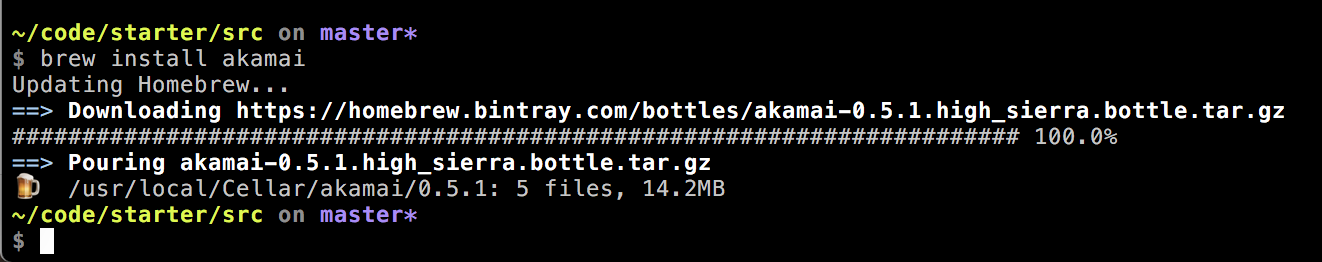 ~/code/starter/src on master*
$ brew install akamai
Updating Homebrew...
==> Downloading https://homebrew.bintray.com/bottles/akamai-0.5.1.high_sierra.bottle.tar.gz
######################################################################## 100.0%
==> Pouring akamai-0.5.1.high_sierra.bottle.tar.gz
🍺 /usr/local/Cellar/akamai/0.5.1: 5 files, 14.2MB
~/code/starter/src on master*
$